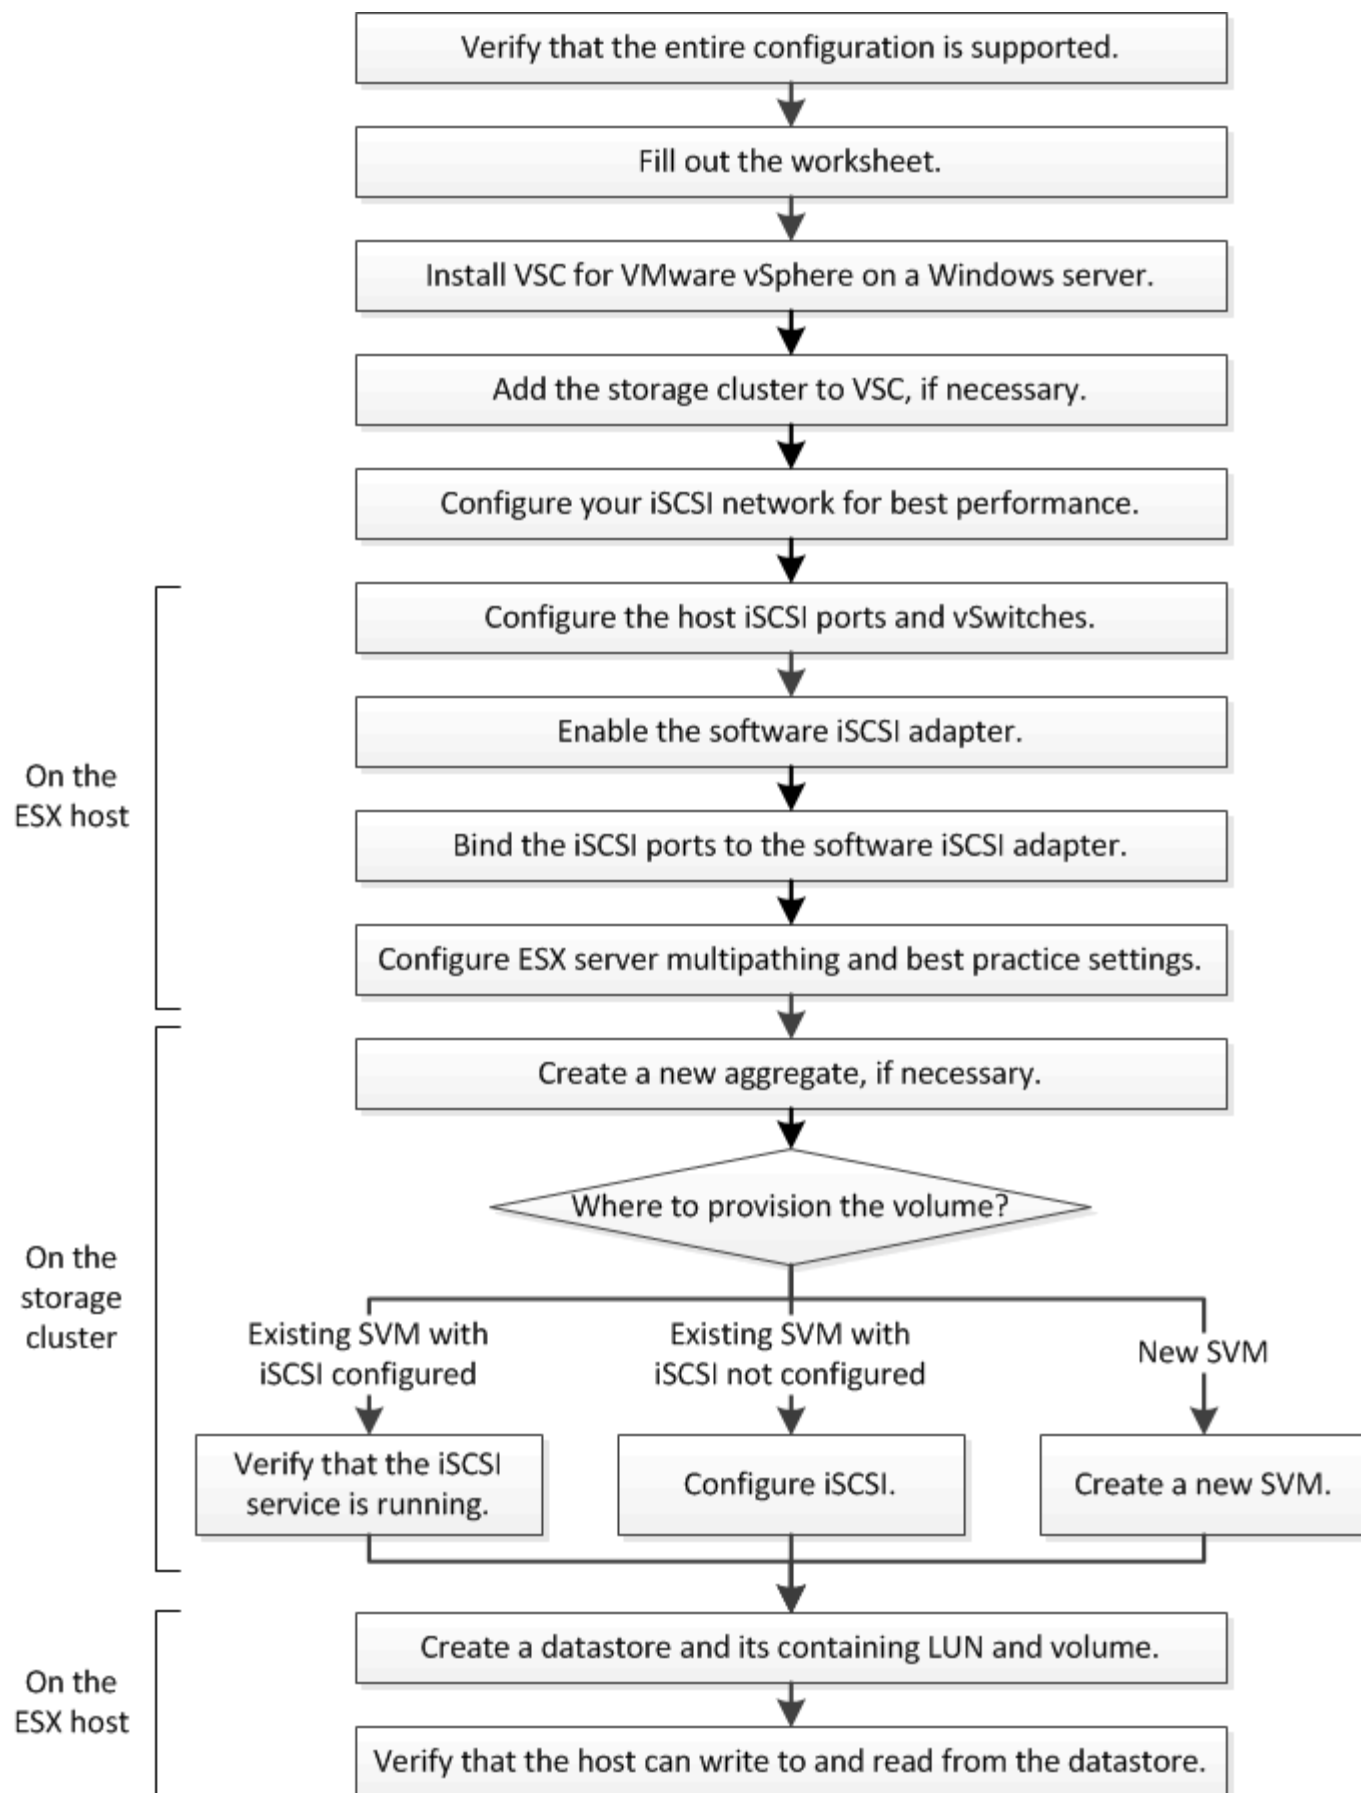 Verify that the entire configuration is supported.
Fill out the worksheet.
Install VSC for VMware vSphere on a Windows server.
Add the storage cluster to VSC, if necessary.
Configure your iSCSI network for best performance.
On the
ESX host
Configure the host iSCSI ports and vSwitches.
Enable the software iSCSI adapter.
Bind the iSCSI ports to the software iSCSI adapter.
Configure ESX server multipathing and best practice settings.
On the
storage
cluster
Create a new aggregate, if necessary.
Where to provision the volume?
Existing SVM with
iSCSI configured
Existing SVM with
iSCSI not configured
New SVM
Verify that the iSCSI
service is running.
Configure iSCSI.
Create a new SVM.
On the
ESX host
Create a datastore and its containing LUN and volume.
Verify that the host can write to and read from the datastore.